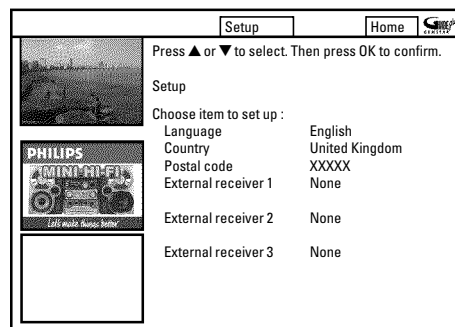 Setup
Home
GUIDE
GEMSTAR
Press ▲ or ▼ to select. Then press OK to confirm.
Setup
Choose item to set up :
Language English
Country United Kingdom
Postal code XXXXX
External receiver 1 None
External receiver 2 None
External receiver 3 None
PHILIPS
MINI-HI-FI
Let's make things better